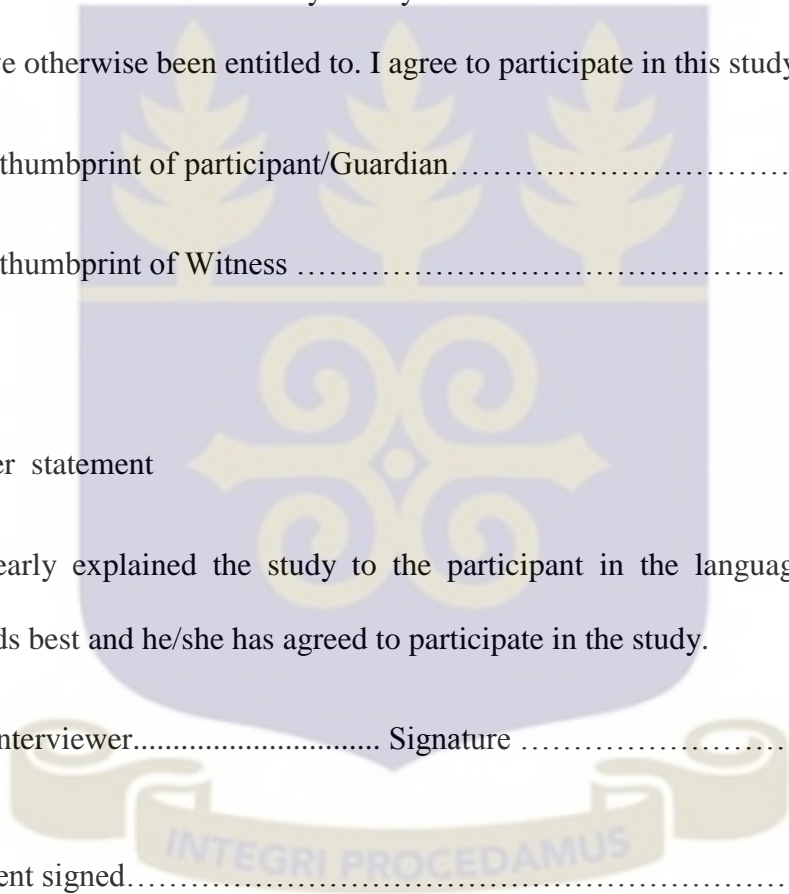 ve otherwise been entitled to. I agree to participate in this study
thumbprint of participant/Guardian……………………………….
thumbprint of Witness ……………………………………….
er statement
early explained the study to the participant in the languag
ds best and he/she has agreed to participate in the study.
nterviewer............................. Signature ……………………….
INTEGRI PROCEDAMUS
ent signed……………………………………………………….